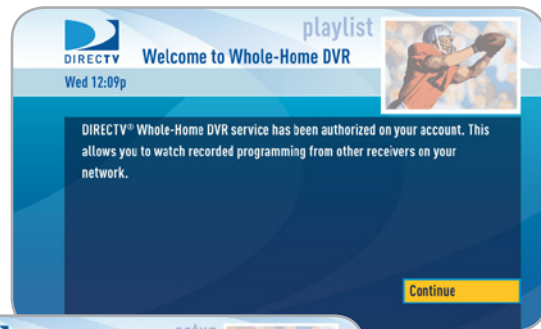 playlist
DIRECTV
Welcome to Whole-Home DVR
Wed 12:09p
DIRECTV® Whole-Home DVR service has been authorized on your account. This
allows you to watch recorded programming from other receivers on your
network.
Continue